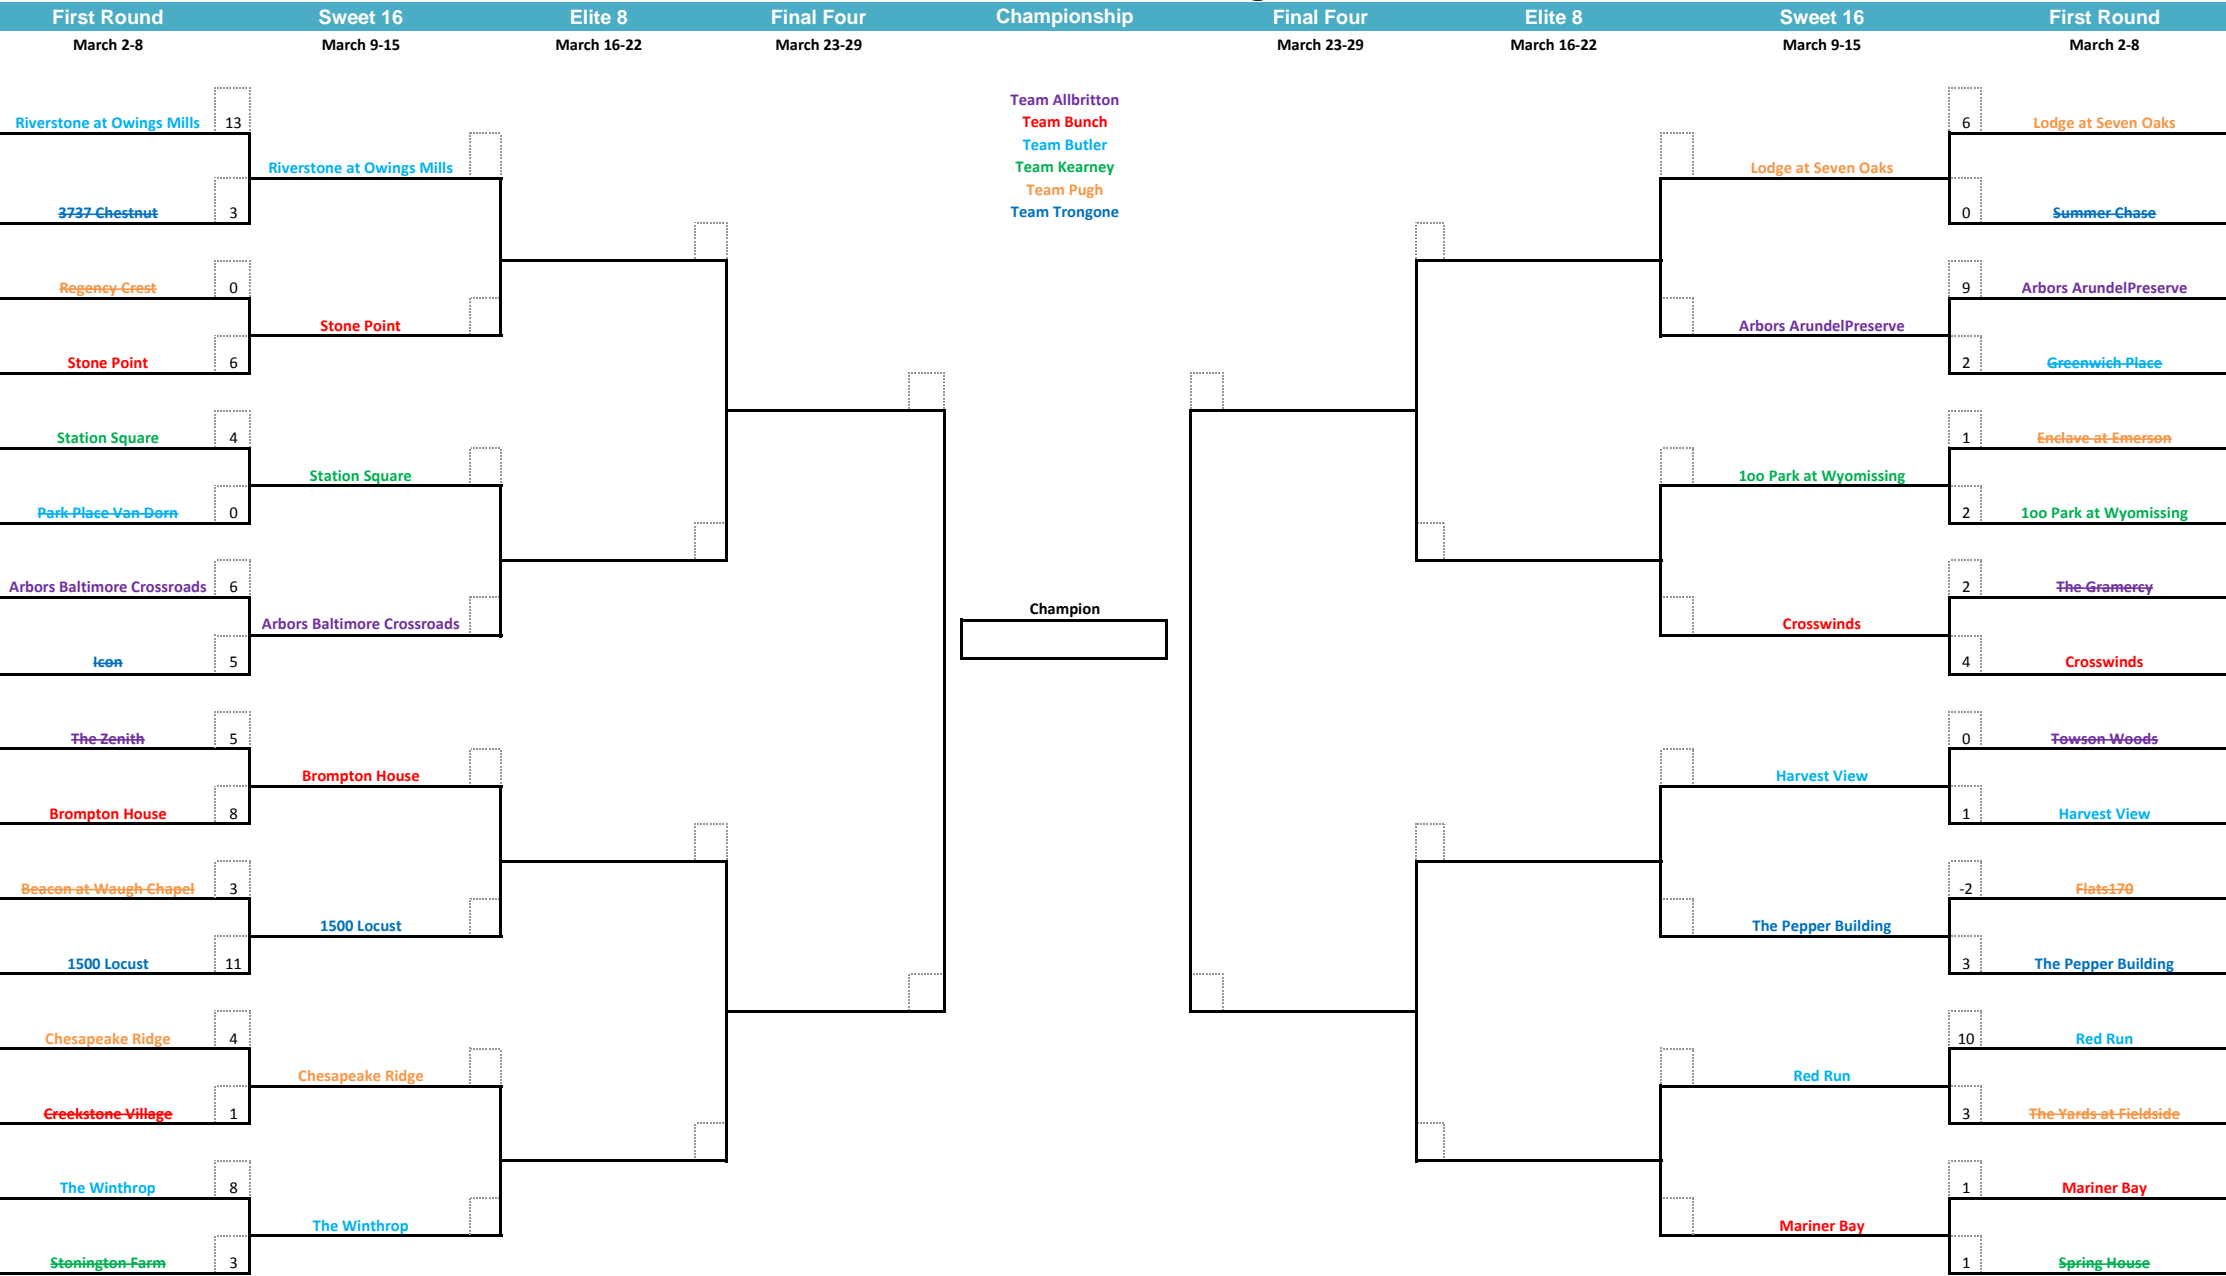 First Round Sweet 16 Elite 8 Final Four Championship Final Four Elite 8 Sweet 16 First Round
March 2-8 March 9-15 March 16-22 March 23-29 March 23-29 March 16-22 March 9-15 March 2-8
Team Allbritton
Riverstone at Owings Mills 13 Team Bunch 6 Lodge at Seven Oaks
Team Butler
Riverstone at Owings Mills Team Kearney Lodge at Seven Oaks
Team Pugh
3737 Chestnut 3 Team Trongone 0 Summer Chase
Regency Crest 0 9 Arbors ArundelPreserve
Stone Point Arbors ArundelPreserve
Stone Point 6 2 Greenwich Place
Station Square 4 1 Enclave at Emerson
Station Square 1oo Park at Wyomissing
Park Place Van Dorn 0 2 1oo Park at Wyomissing
Arbors Baltimore Crossroads 6 2 The Gramercy
Champion
Arbors Baltimore Crossroads Crosswinds
Icon 5 4 Crosswinds
The Zenith 5 0 Towson Woods
Brompton House Harvest View
Brompton House 8 1 Harvest View
Beacon at Waugh Chapel 3 -2 Flats170
1500 Locust The Pepper Building
1500 Locust 11 3 The Pepper Building
Chesapeake Ridge 4 10 Red Run
Chesapeake Ridge Red Run
Creekstone Village 1 3 The Yards at Fieldside
The Winthrop 8 1 Mariner Bay
The Winthrop Mariner Bay
Stonington Farm 3 1 Spring House